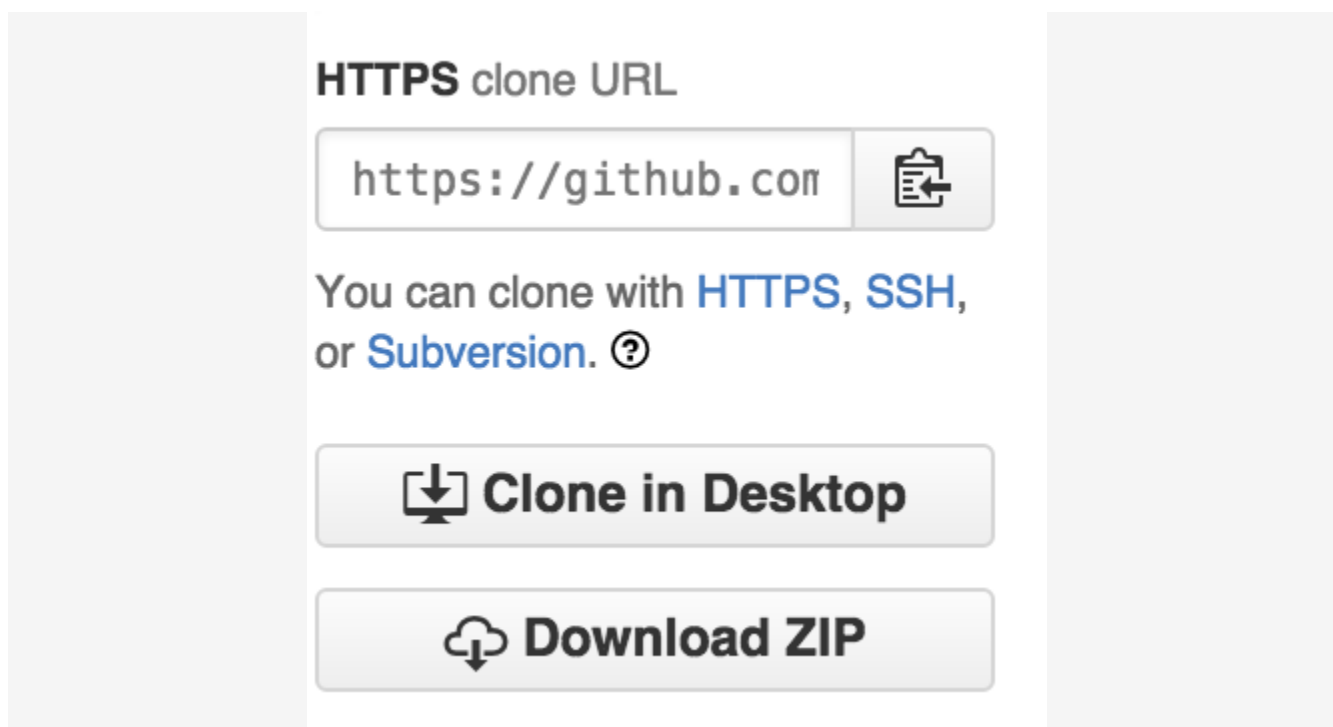 HTTPS clone URL
https://github.com
You can clone with HTTPS, SSH,
or Subversion. ?
Clone in Desktop
Download ZIP